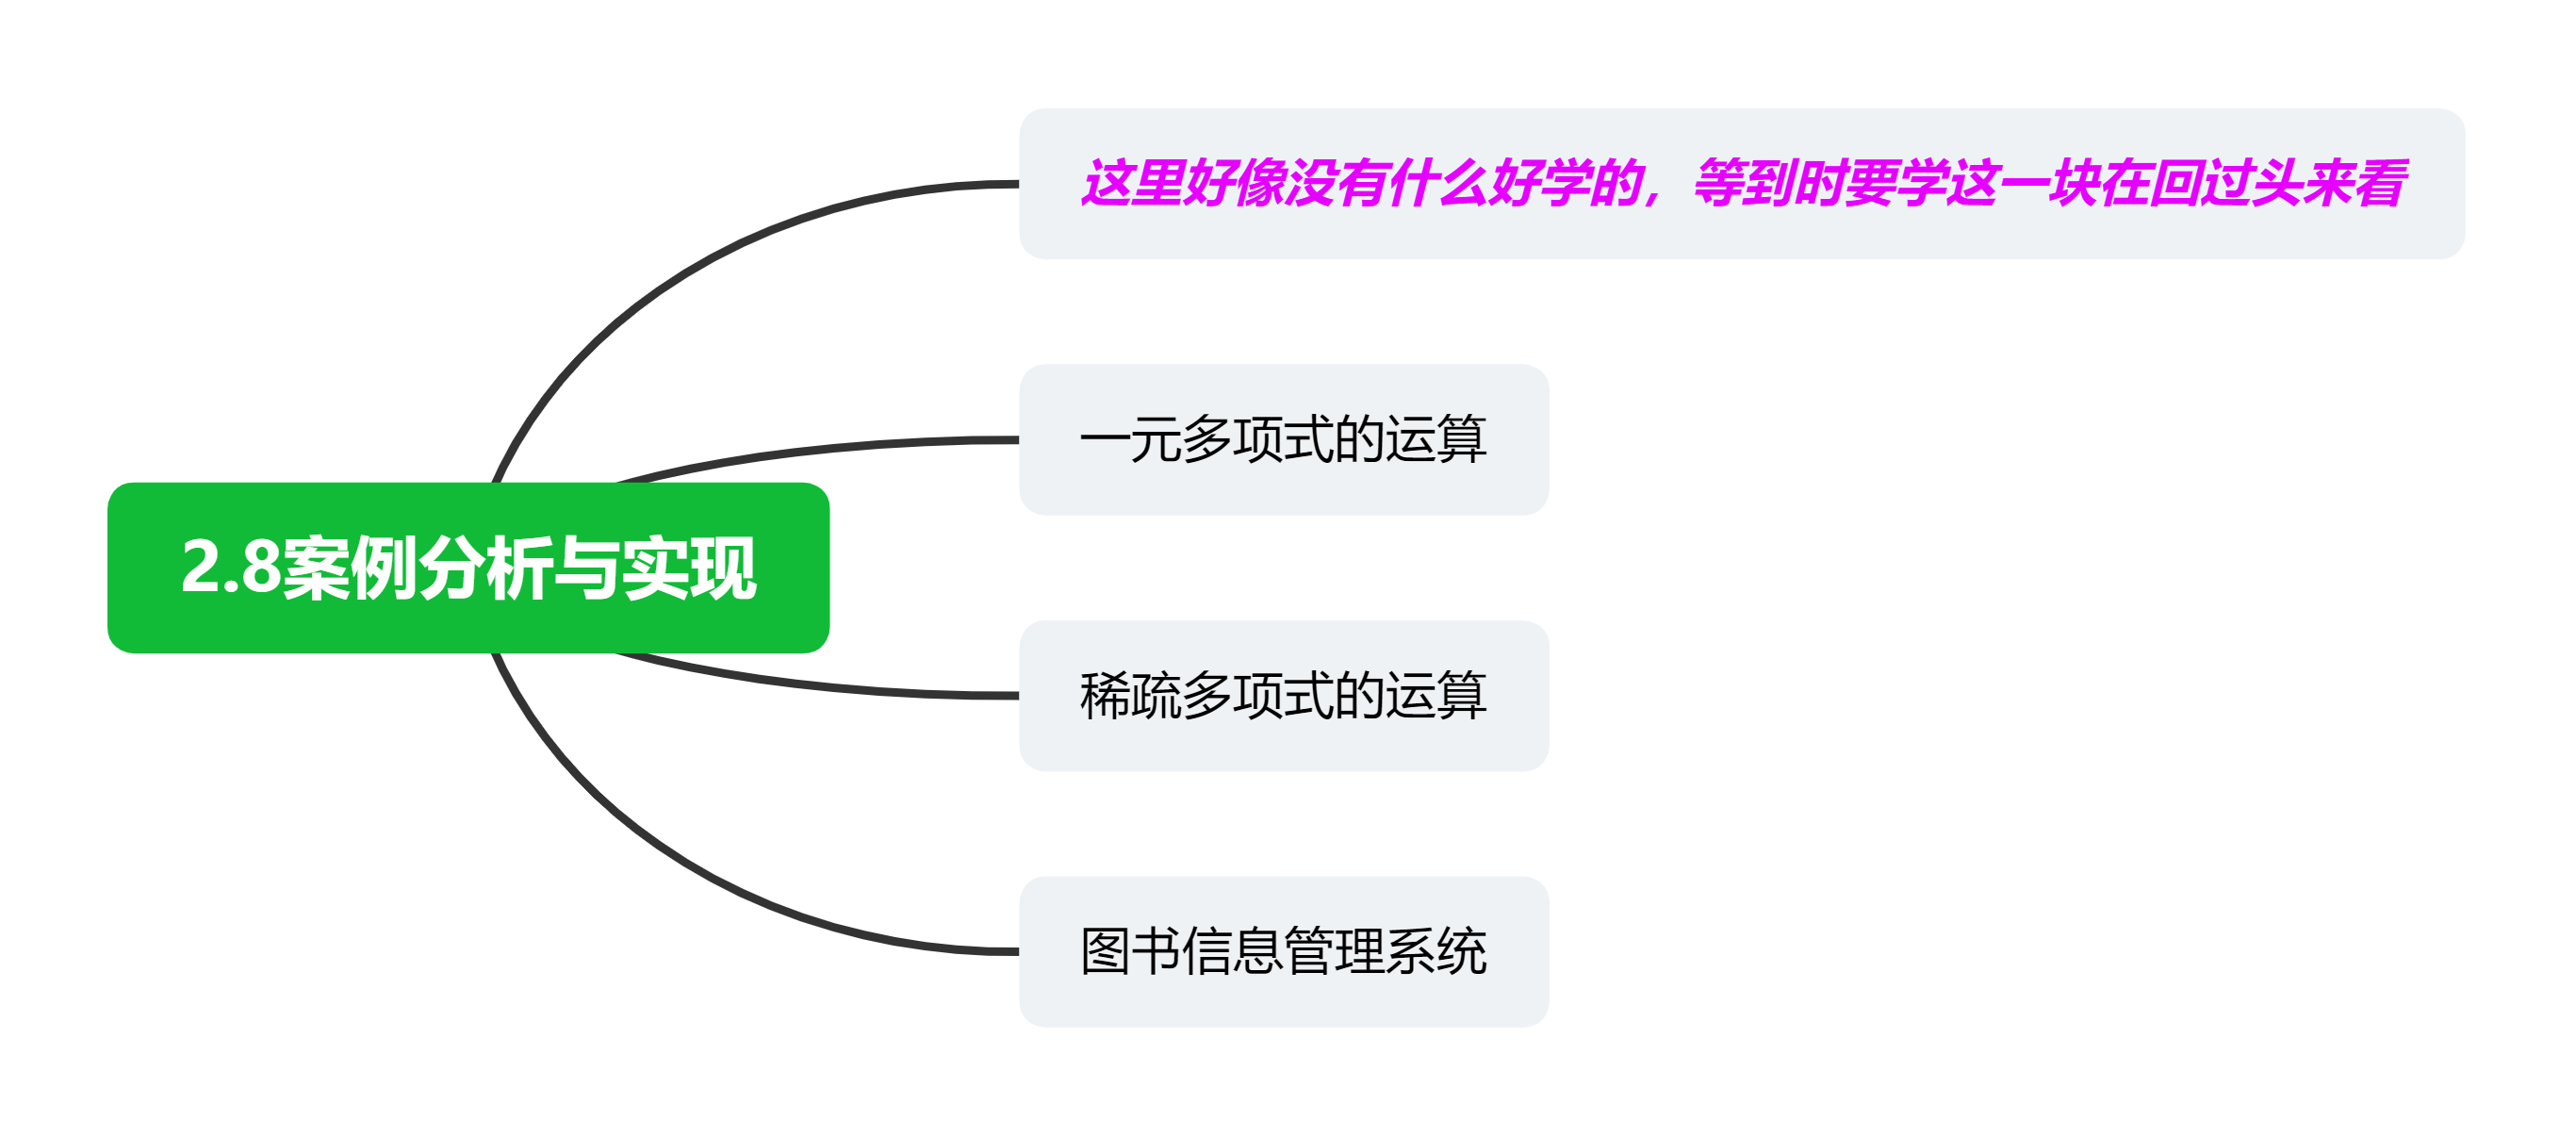 2.8案例分析与实现
这里好像没有什么好学的，等到时要学这一块在回过头来看
一元多项式的运算
稀疏多项式的运算
图书信息管理系统